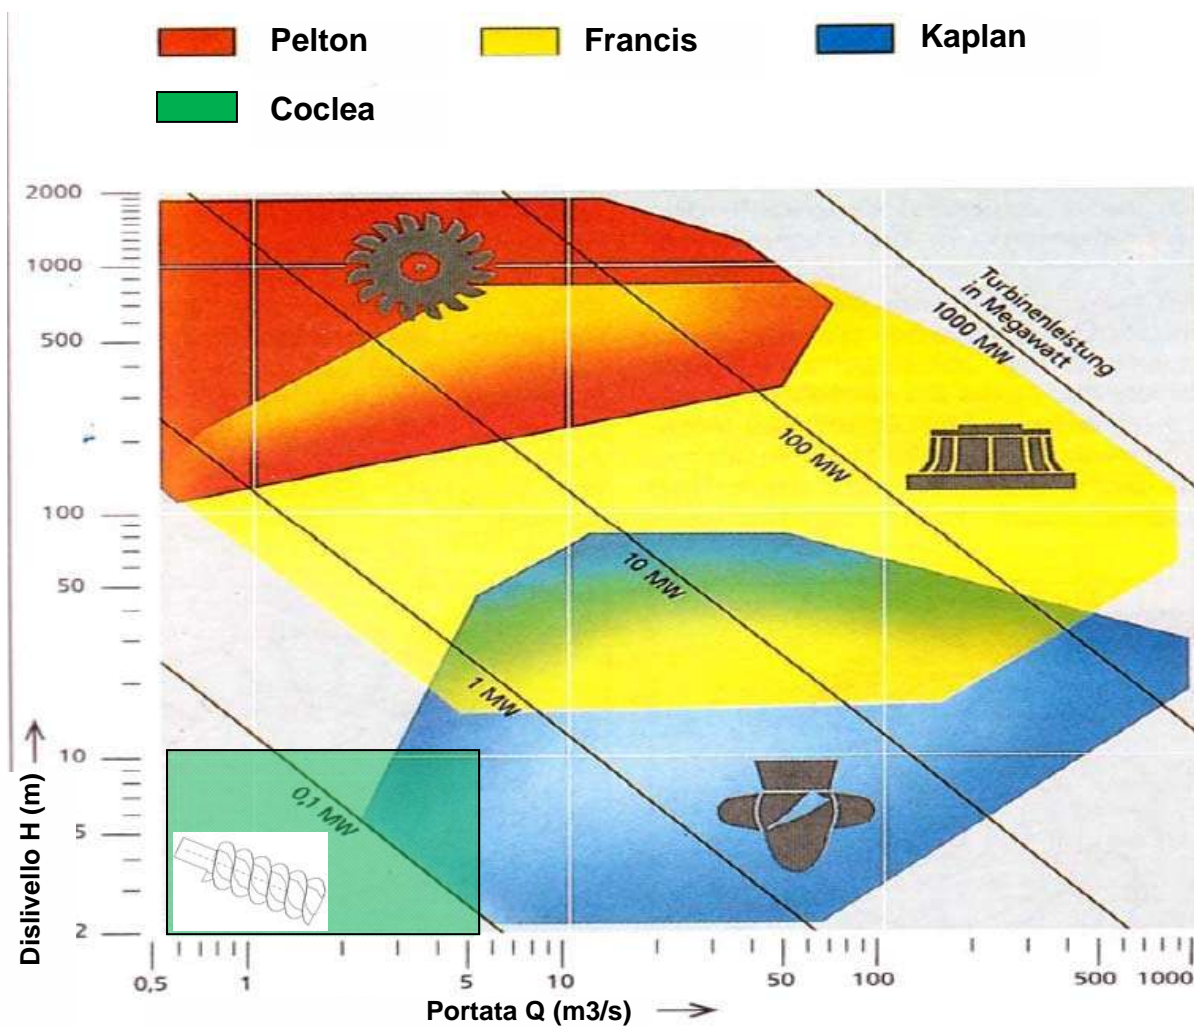 Pelton
Francis
Kaplan
Coclea
2000
1000
500
100
50
10
5
2
Dislivello H (m)
Turbinenleistung
in Megawatt
1000 MW
100 MW
10 MW
1 MW
0,1 MW
0,5
1
5
10
50
100
500
1000
Portata Q (m3/s)